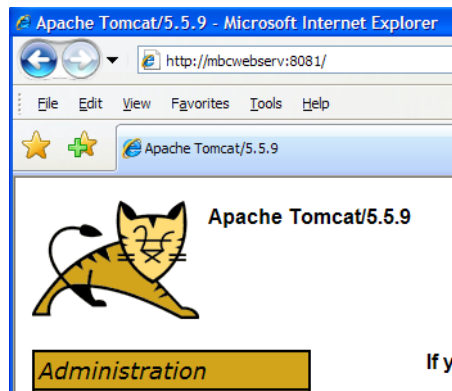 Apache Tomcat/5.5.9 - Microsoft Internet Explorer
http://mbcwebserv:8081/
File Edit View Favorites Tools Help
Apache Tomcat/5.5.9
Apache Tomcat/5.5.9
Administration
If